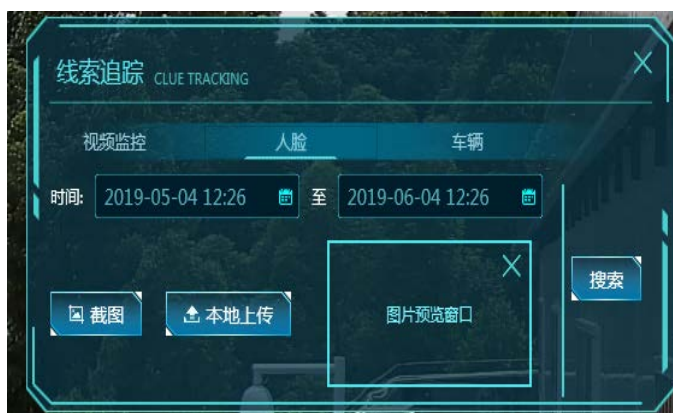 线索追踪 CLUE TRACKING
视频监控 人脸 车辆
时间: 2019-05-04 12:26 至 2019-06-04 12:26
截图 本地上传 图片预览窗口 搜索